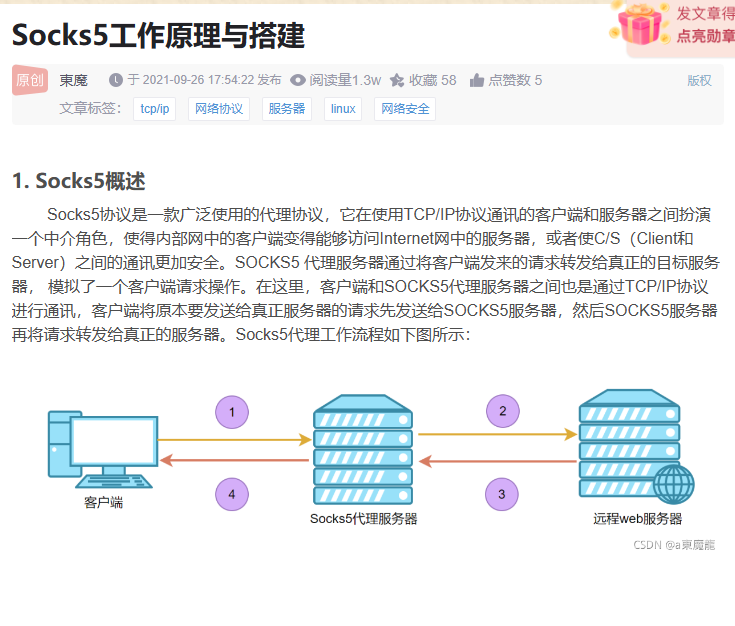 发文章得
Socks5工作原理与搭建
点亮勋章
原创 東魔 于 2021-09-26 17:54:22 发布 阅读量1.3w 收藏 58 点赞数 5 版权
文章标签： tcp/ip 网络协议 服务器 linux 网络安全
1. Socks5概述
Socks5协议是一款广泛使用的代理协议，它在使用TCP/IP协议通讯的客户端和服务器之间扮演
一个中介角色，使得内部网中的客户端变得能够访问Internet网中的服务器，或者使C/S（Client和
Server）之间的通讯更加安全。SOCKS5 代理服务器通过将客户端发来的请求转发给真正的目标服务
器， 模拟了一个客户端请求操作。在这里，客户端和SOCKS5代理服务器之间也是通过TCP/IP协议
进行通讯，客户端将原本要发送给真正服务器的请求先发送给SOCKS5服务器，然后SOCKS5服务器
再将请求转发给真正的服务器。Socks5代理工作流程如下图所示：
1
2
4
3
客户端
Socks5代理服务器
远程web服务器
CSDN @a東魔龍